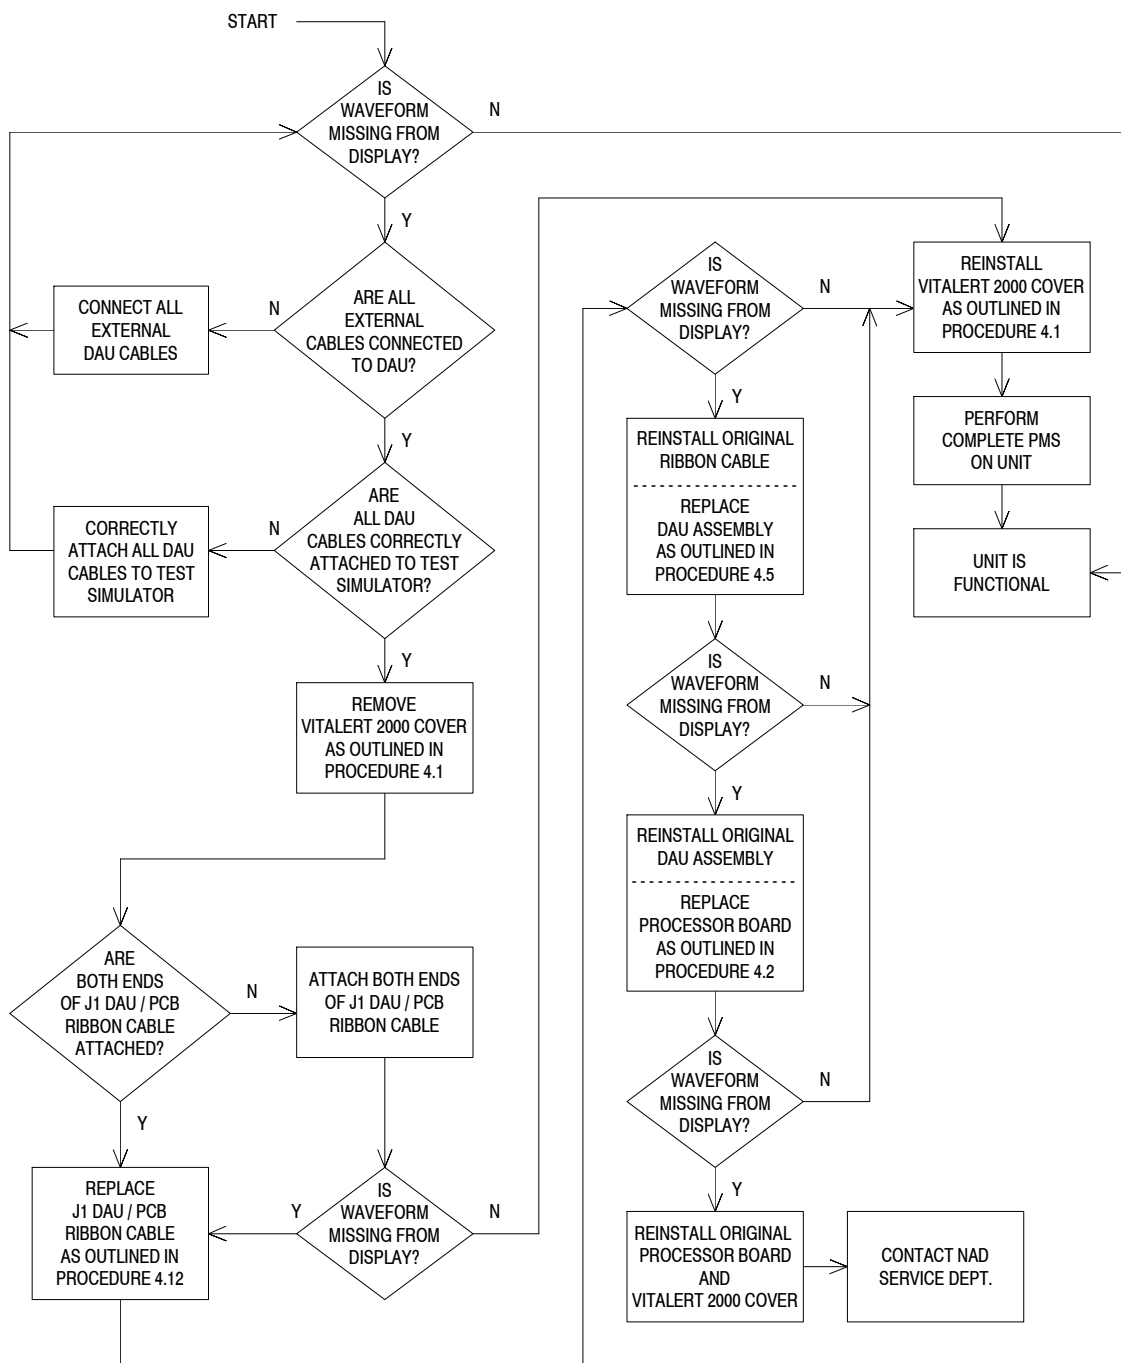 START
IS
WAVEFORM
MISSING FROM
DISPLAY?
N
Y
ARE ALL
EXTERNAL
CABLES CONNECTED
TO DAU?
N
CONNECT ALL
EXTERNAL
DAU CABLES
Y
ARE
ALL DAU
CABLES CORRECTLY
ATTACHED TO TEST
SIMULATOR?
N
CORRECTLY
ATTACH ALL DAU
CABLES TO TEST
SIMULATOR
Y
REMOVE
VITALERT 2000 COVER
AS OUTLINED IN
PROCEDURE 4.1
ARE
BOTH ENDS
OF J1 DAU / PCB
RIBBON CABLE
ATTACHED?
N
ATTACH BOTH ENDS
OF J1 DAU / PCB
RIBBON CABLE
Y
REPLACE
J1 DAU / PCB
RIBBON CABLE
AS OUTLINED IN
PROCEDURE 4.12
Y
IS
WAVEFORM
MISSING FROM
DISPLAY?
N
IS
WAVEFORM
MISSING FROM
DISPLAY?
N
Y
REINSTALL ORIGINAL
RIBBON CABLE
REPLACE
DAU ASSEMBLY
AS OUTLINED IN
PROCEDURE 4.5
IS
WAVEFORM
MISSING FROM
DISPLAY?
N
Y
REINSTALL ORIGINAL
DAU ASSEMBLY
REPLACE
PROCESSOR BOARD
AS OUTLINED IN
PROCEDURE 4.2
IS
WAVEFORM
MISSING FROM
DISPLAY?
N
Y
REINSTALL ORIGINAL
PROCESSOR BOARD
AND
VITALERT 2000 COVER
CONTACT NAD
SERVICE DEPT.
REINSTALL
VITALERT 2000 COVER
AS OUTLINED IN
PROCEDURE 4.1
PERFORM
COMPLETE PMS
ON UNIT
UNIT IS
FUNCTIONAL